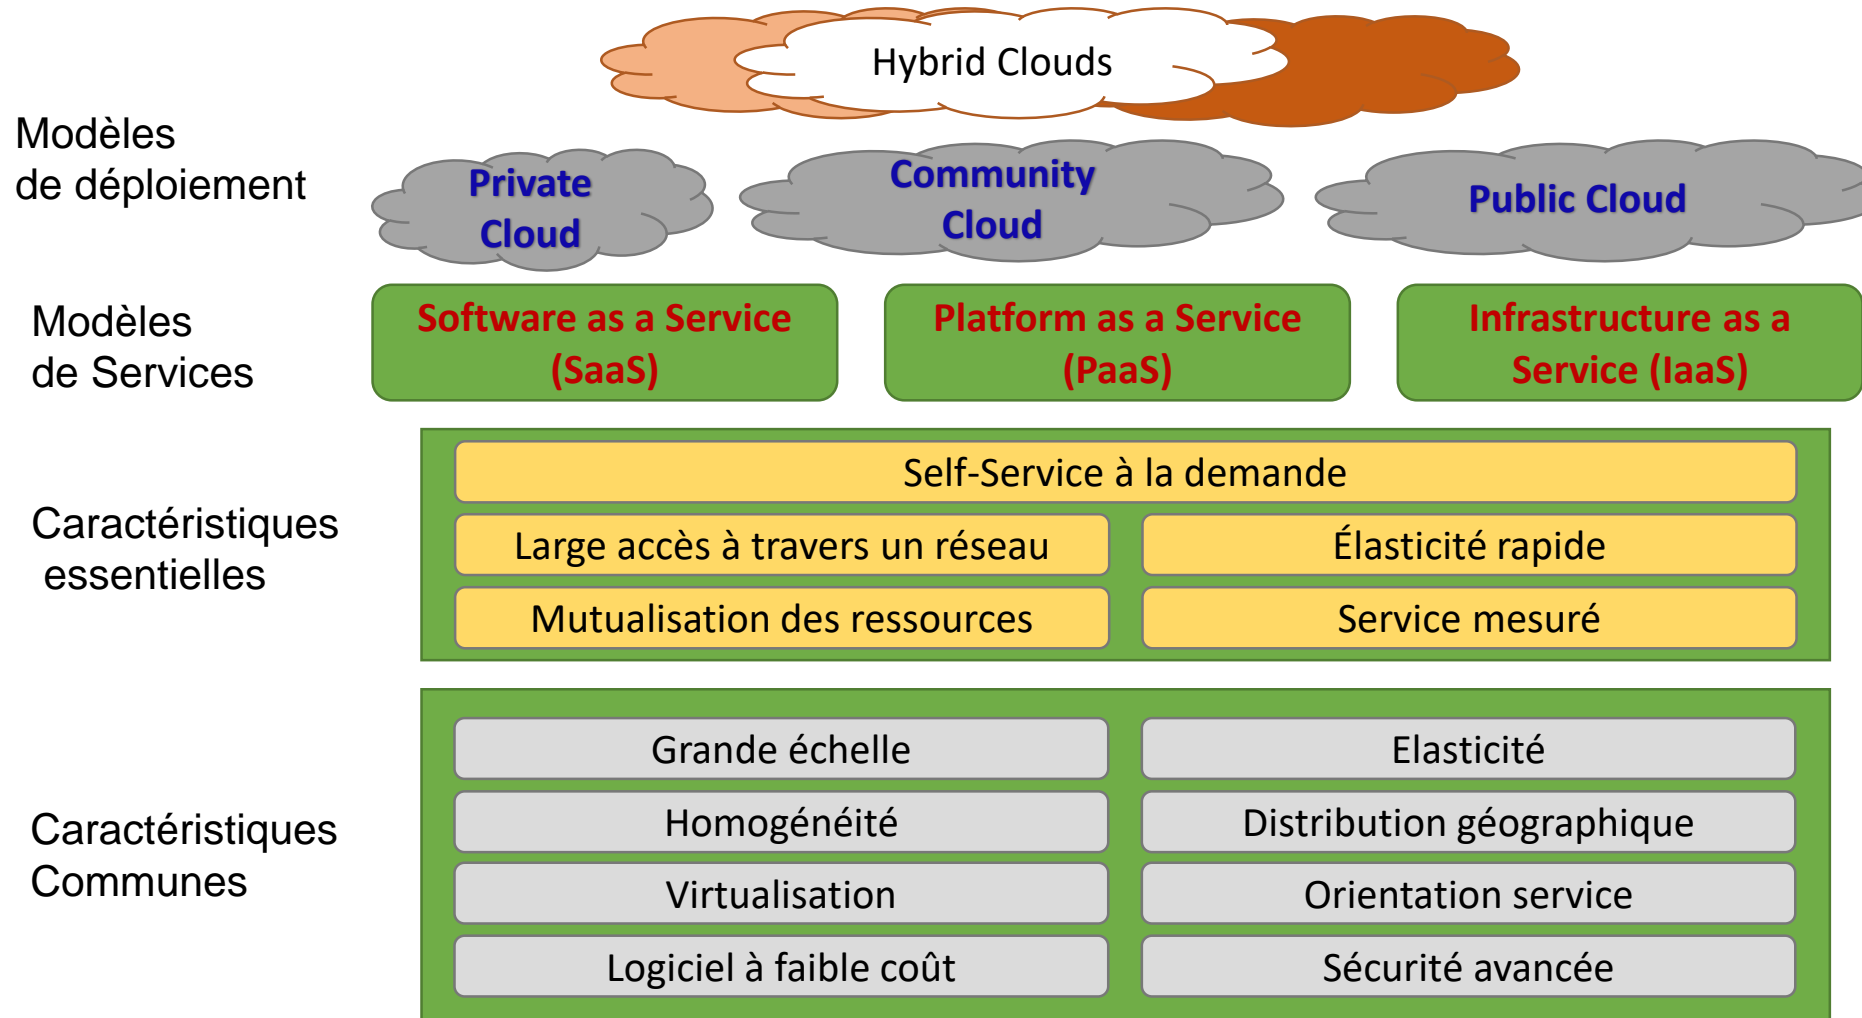 Hybrid Clouds
Modèles
de déploiement
Private
Cloud
Community
Cloud
Public Cloud
Modèles
de Services
Software as a Service
(SaaS)
Platform as a Service
(PaaS)
Infrastructure as a
Service (IaaS)
Caractéristiques
essentielles
Self-Service à la demande
Large accès à travers un réseau
Élasticité rapide
Mutualisation des ressources
Service mesuré
Caractéristiques
Communes
Grande échelle
Elasticité
Homogénéité
Distribution géographique
Virtualisation
Orientation service
Logiciel à faible coût
Sécurité avancée